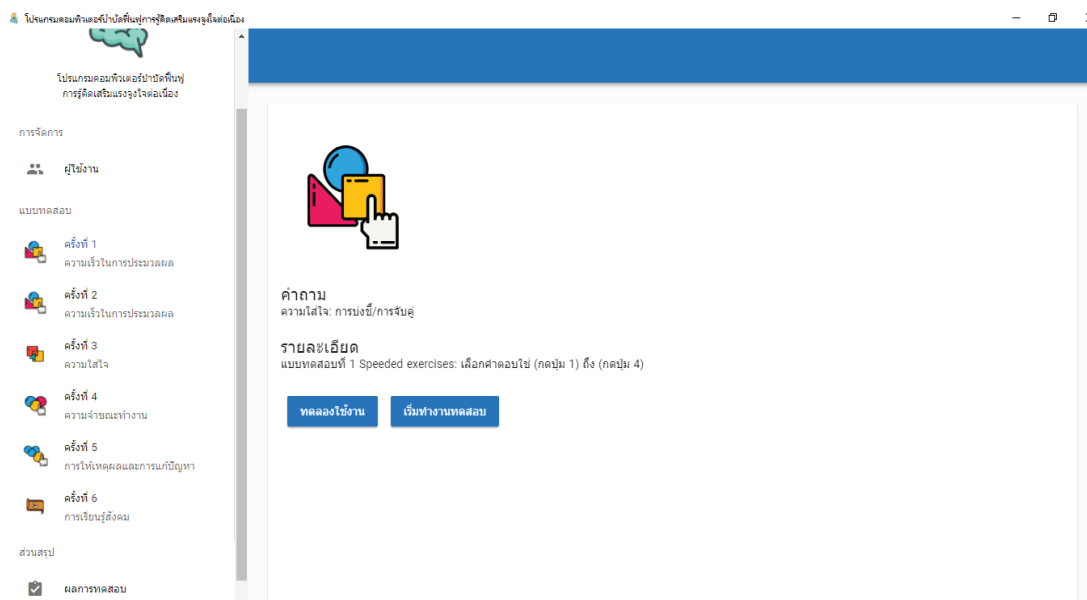 โปรแกรมคอมพิวเตอร์บำบัดฟื้นฟูการรู้คิดเสริมแรงจูงใจต่อเนื่อง
โปรแกรมคอมพิวเตอร์บำบัดฟื้นฟู
การรู้คิดเสริมแรงจูงใจต่อเนื่อง
การจัดการ
ผู้ใช้งาน
แบบทดสอบ
ครั้งที่ 1
ความเร็วในการประมวลผล
ครั้งที่ 2
ความเร็วในการประมวลผล
ครั้งที่ 3
ความใส่ใจ
ครั้งที่ 4
ความจำขณะทำงาน
ครั้งที่ 5
การให้เหตุผลและการแก้ปัญหา
ครั้งที่ 6
การเรียนรู้สังคม
ส่วนสรุป
ผลการทดสอบ
คำถาม
ความใส่ใจ: การบ่งชี้/การจับคู่
รายละเอียด
แบบทดสอบที่ 1 Speeded exercises: เลือกคำตอบใช่ (กดปุ่ม 1) ถึง (กดปุ่ม 4)
ทดลองใช้งาน
เริ่มทำงานทดสอบ